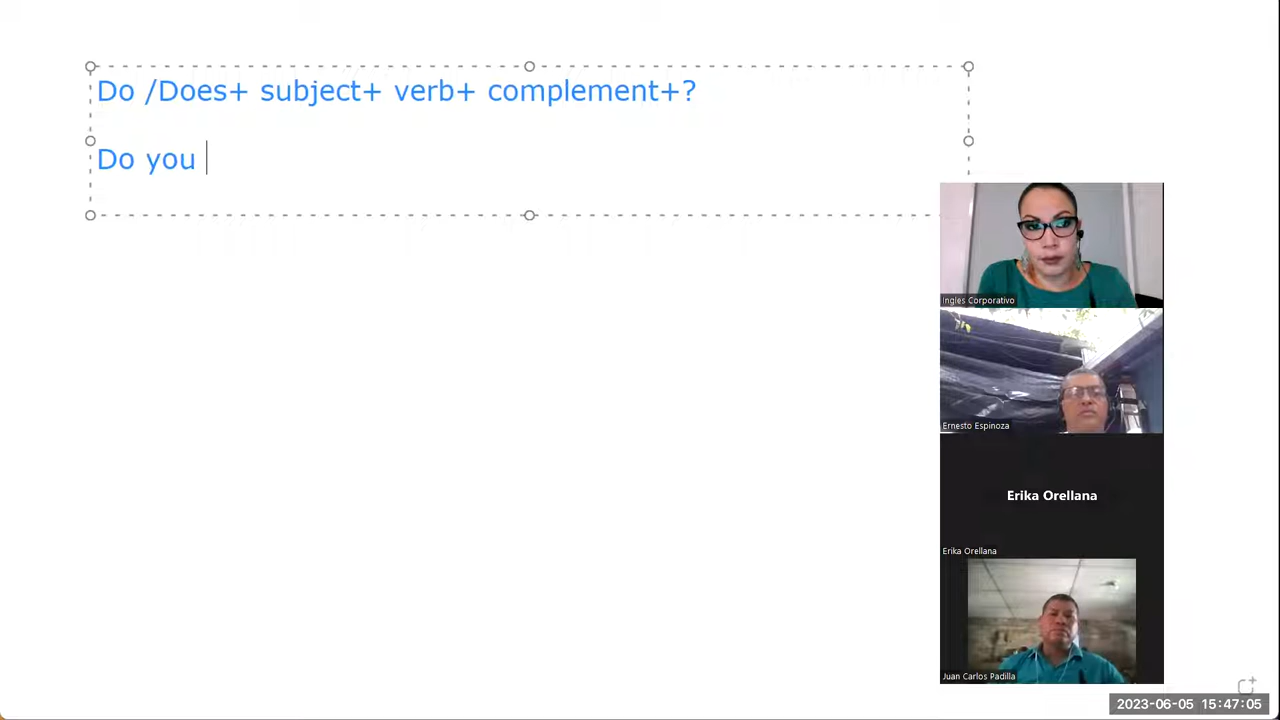 Do /Does+ subject+ verb+ complement+?
Do you
Ingles Corporativo
Ernesto Espinoza
Erika Orellana
Erika Orellana
Juan Carlos Padilla
2023-06-05 15:47:05